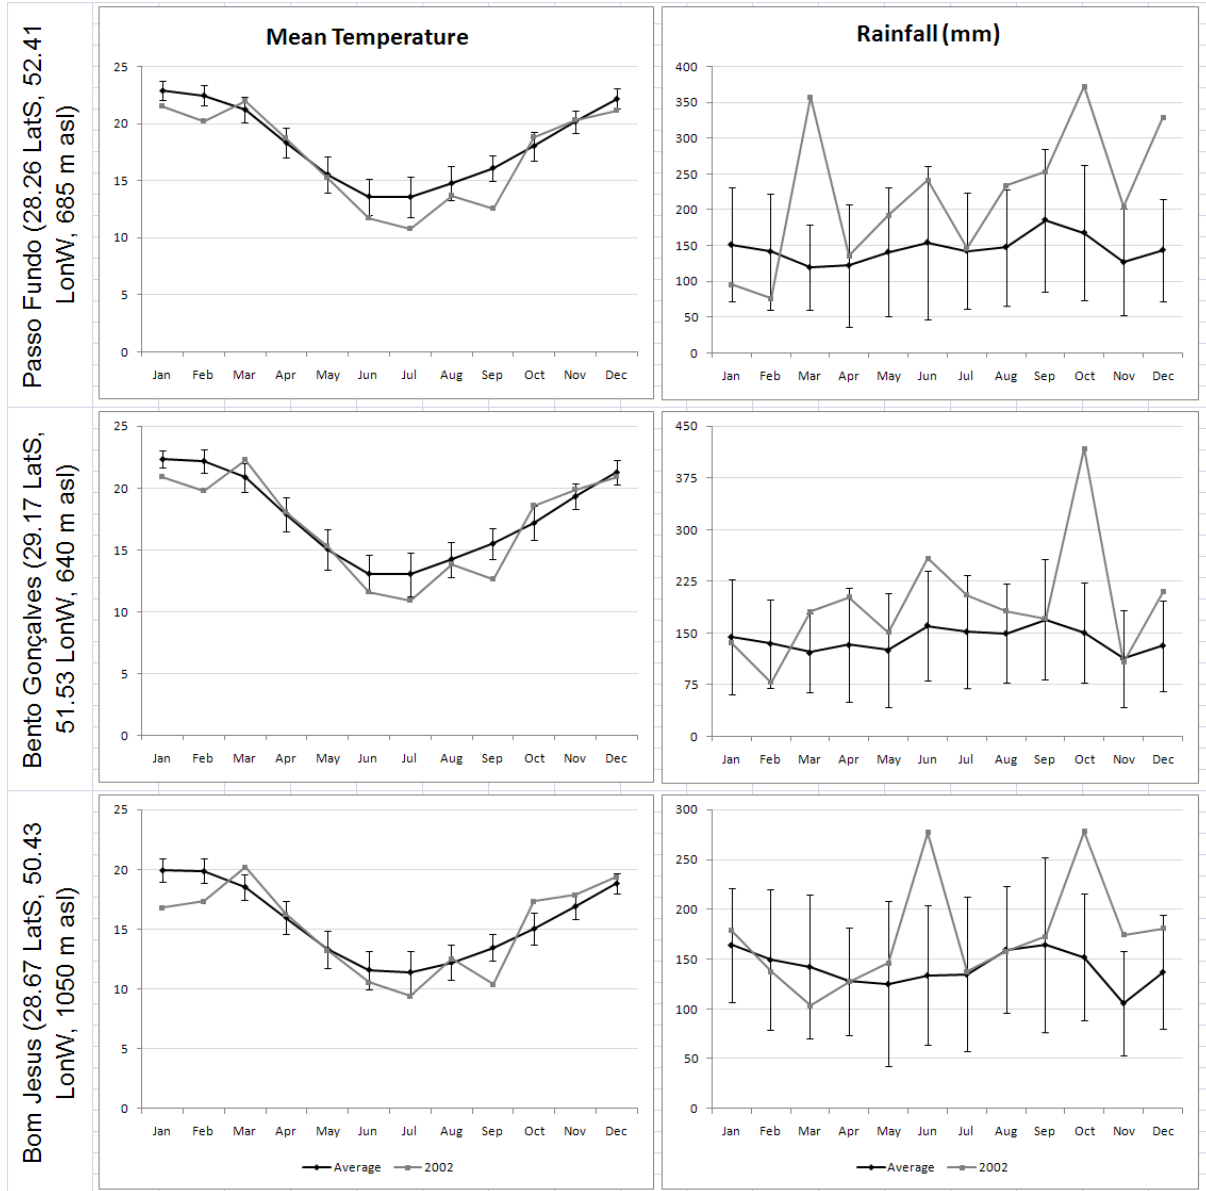 Passo Fundo (28.26 LatS, 52.41
LonW, 685 m asl)
Mean Temperature
25
20
15
10
5
0
Jan Feb Mar Apr May Jun Jul Aug Sep Oct Nov Dec
Rainfall (mm)
400
350
300
250
200
150
100
50
0
Jan Feb Mar Apr May Jun Jul Aug Sep Oct Nov Dec
Bento Gonçalves (29.17 LatS,
51.53 LonW, 640 m asl)
25
20
15
10
5
0
Jan Feb Mar Apr May Jun Jul Aug Sep Oct Nov Dec
450
375
300
225
150
75
0
Jan Feb Mar Apr May Jun Jul Aug Sep Oct Nov Dec
Bom Jesus (28.67 LatS, 50.43
LonW, 1050 m asl)
25
20
15
10
5
0
Jan Feb Mar Apr May Jun Jul Aug Sep Oct Nov Dec
Average 2002
300
250
200
150
100
50
0
Jan Feb Mar Apr May Jun Jul Aug Sep Oct Nov Dec
Average 2002